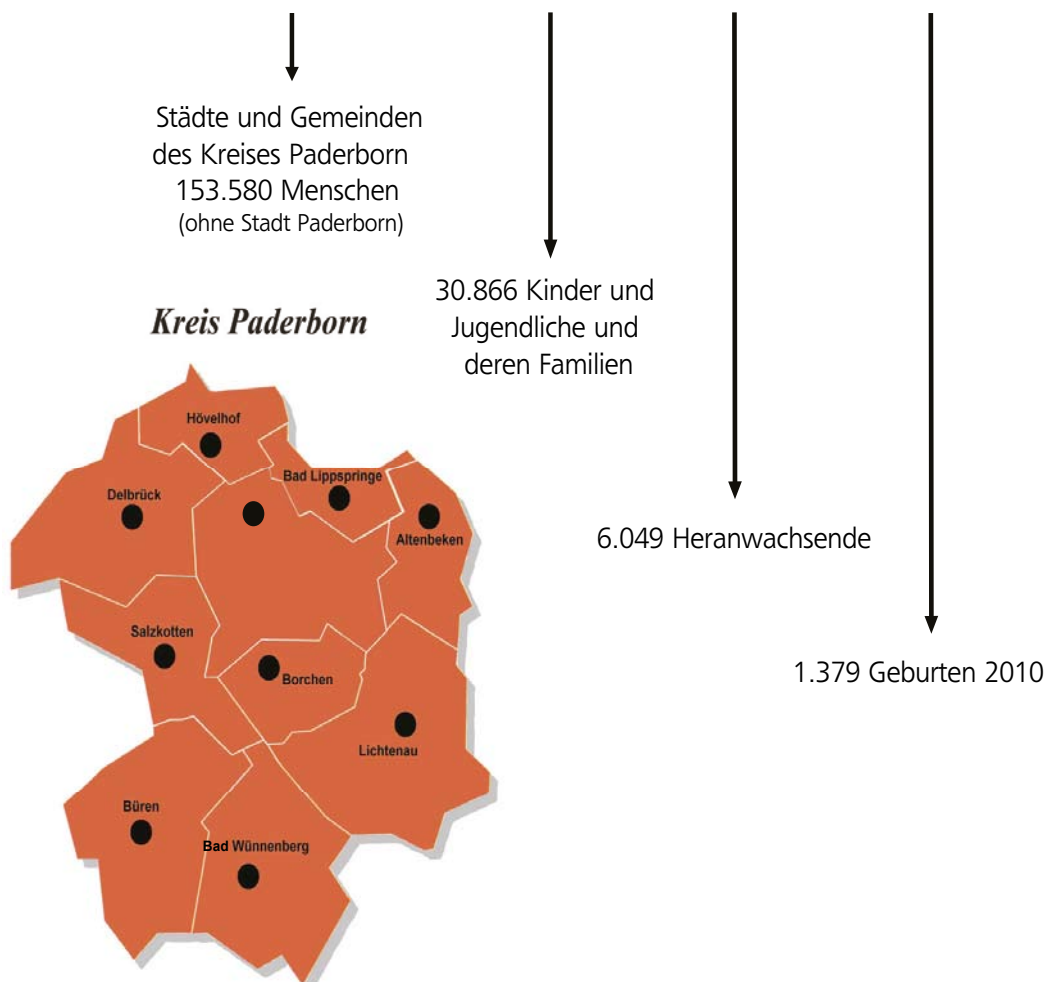 Städte und Gemeinden
des Kreises Paderborn
153.580 Menschen
(ohne Stadt Paderborn)
30.866 Kinder und
Jugendliche und
deren Familien
6.049 Heranwachsende
1.379 Geburten 2010
Kreis Paderborn
Hövelhof
Bad Lippspringe
Delbrück
Altenbeken
Salzkotten
Borchen
Lichtenau
Büren
Bad Wünnenberg